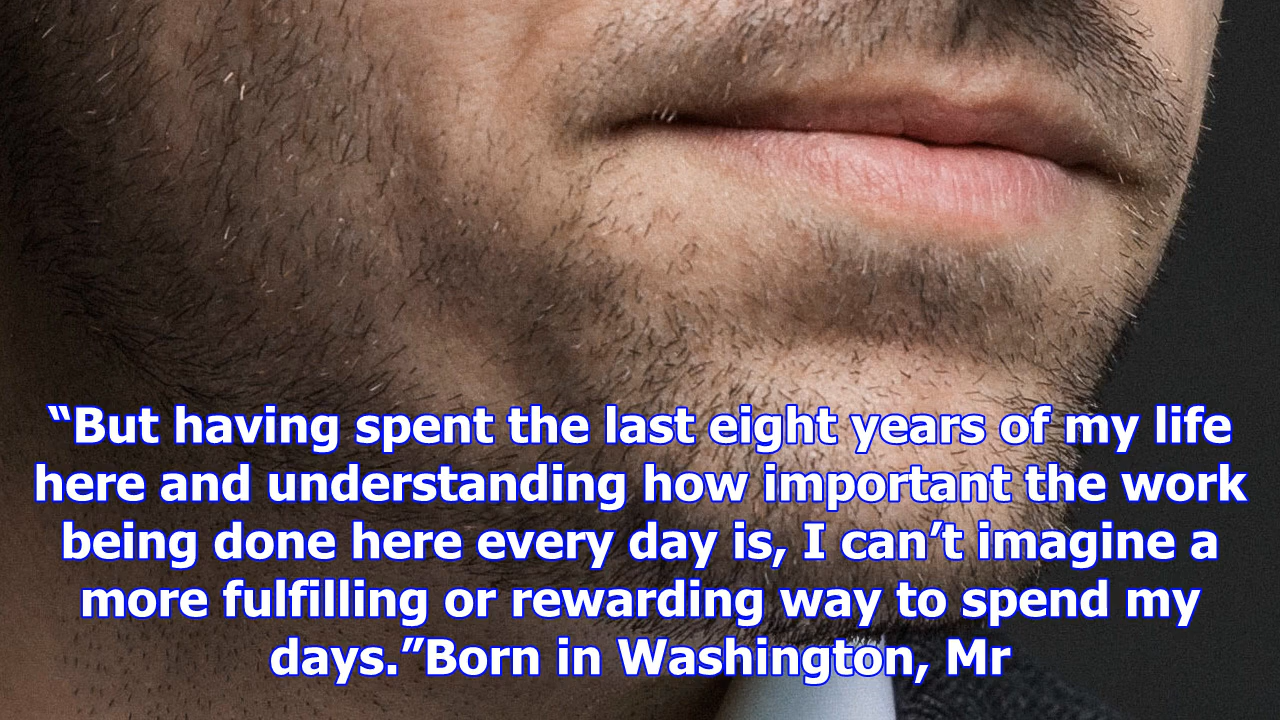 “But having spent the last eight years of my life
here and understanding how important the work
being done here every day is, I can’t imagine a
more fulfilling or rewarding way to spend my
days.”Born in Washington, Mr